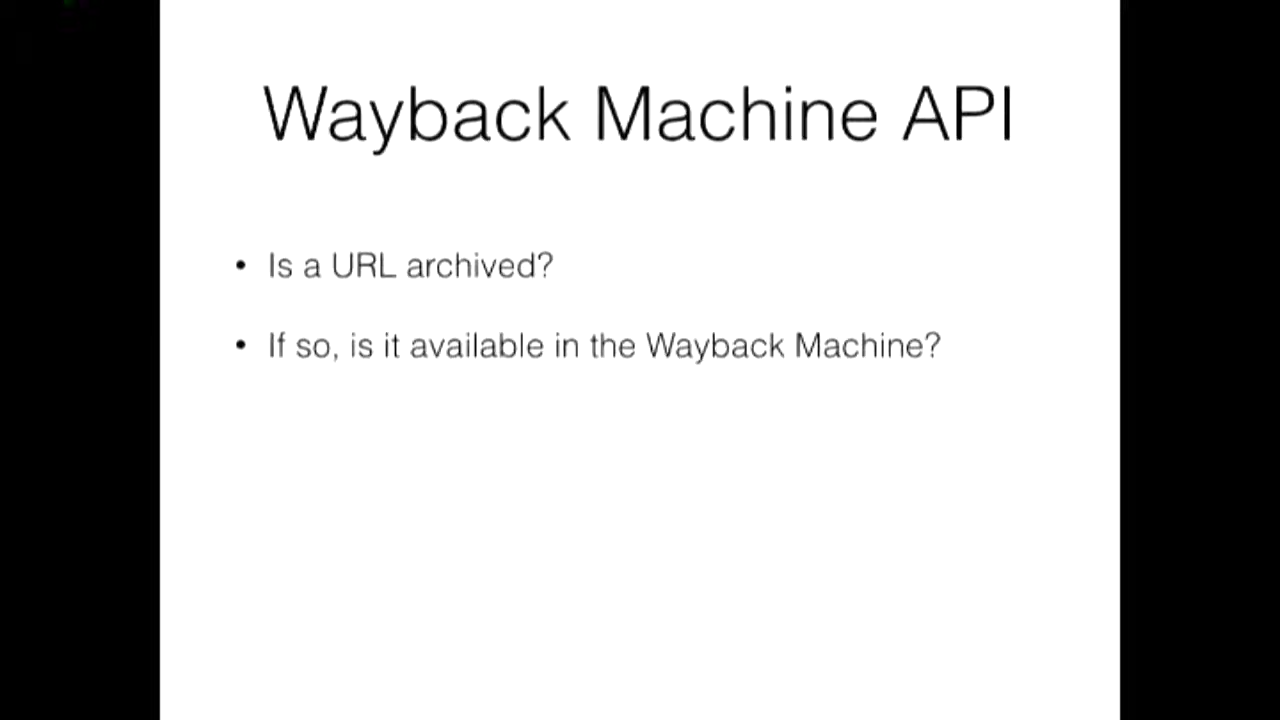 Wayback Machine API
• Is a URL archived?
• If so, is it available in the Wayback Machine?